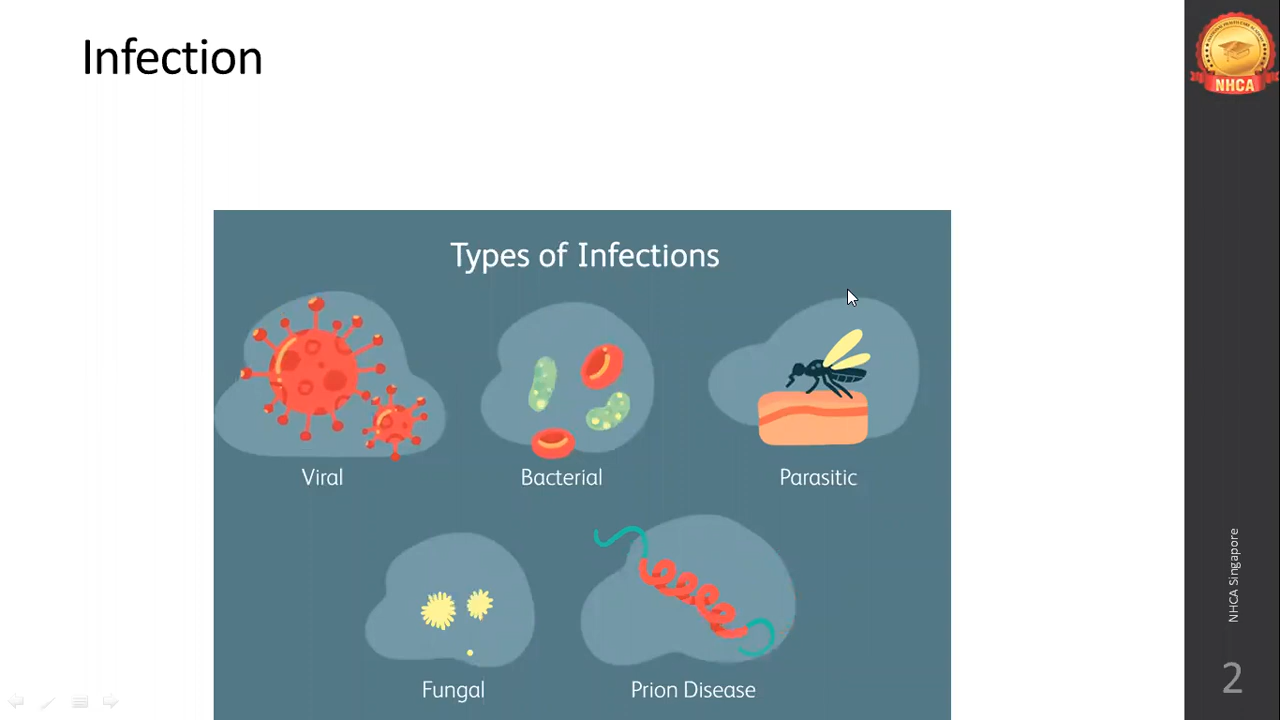 Infection
Types of Infections
Viral
Bacterial
Parasitic
Fungal
Prion Disease
NHCA
NHCA Singapore
2